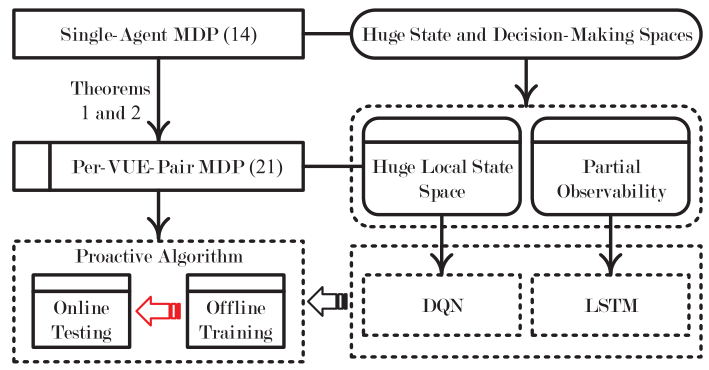 Single-Agent MDP (14)
Huge State and Decision-Making Spaces
Theorems
1 and 2
Per-VUE-Pair MDP (21)
Huge Local State
Space
Partial
Observability
Proactive Algorithm
Online
Testing
Offline
Training
DQN
LSTM